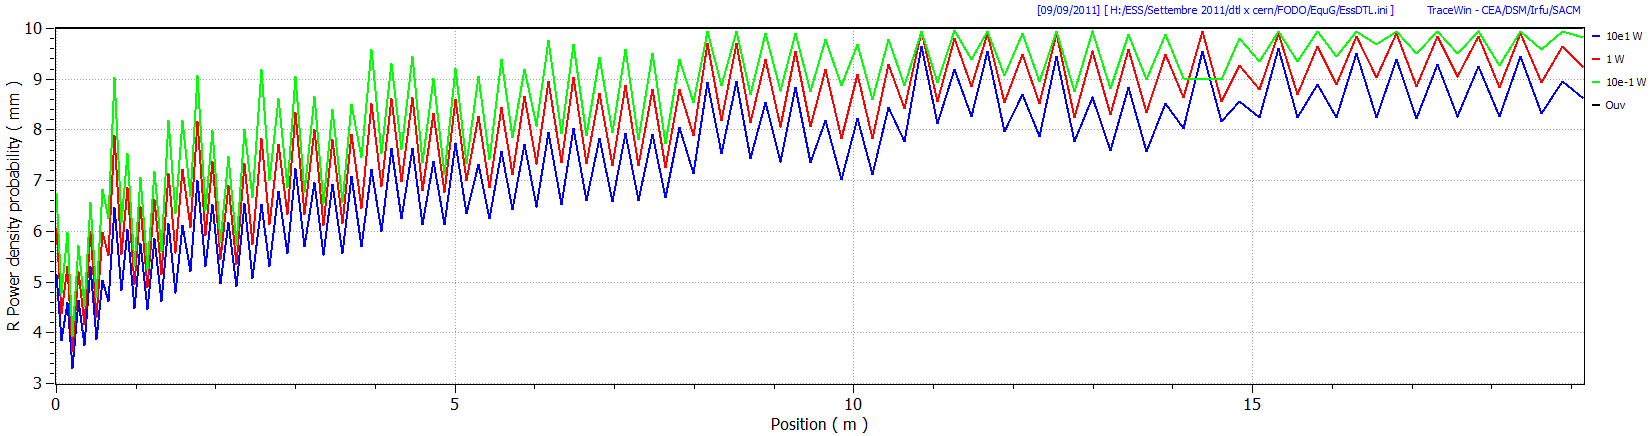 [09/09/2011] [ H:/ESS/Settembre 2011/dtl x cern/FODO/EquG/EssDTL.ini ] TraceWin - CEA/DSM/Irfu/SACM
R Power density probability ( mm )
10
9
8
7
6
5
4
3
0 5 10 15
Position ( m )
10e1 W
1 W
10e-1 W
Ouv